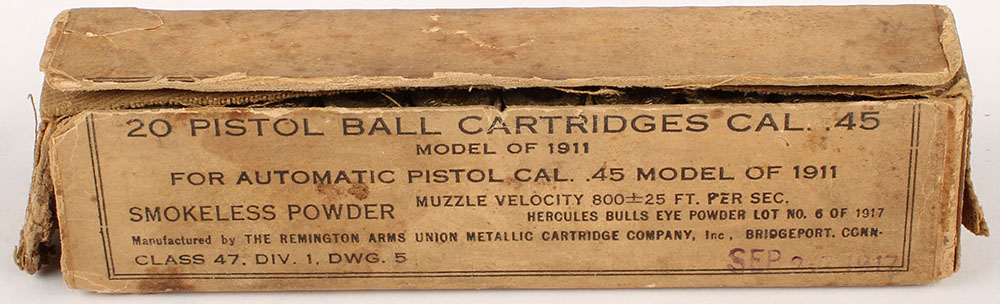 20 PISTOL BALL CARTRIDGES CAL. .45
MODEL OF 1911
FOR AUTOMATIC PISTOL CAL. .45 MODEL OF 1911
SMOKELESS POWDER MUZZLE VELOCITY 800±25 FT. PER SEC.
HERCULES BULLS EYE POWDER LOT NO. 6 OF 1917
Manufactured by THE REMINGTON ARMS UNION METALLIC CARTRIDGE COMPANY, Inc., BRIDGEPORT, CONN-
CLASS 47, DIV. 1, DWG. 5 SEP 1917